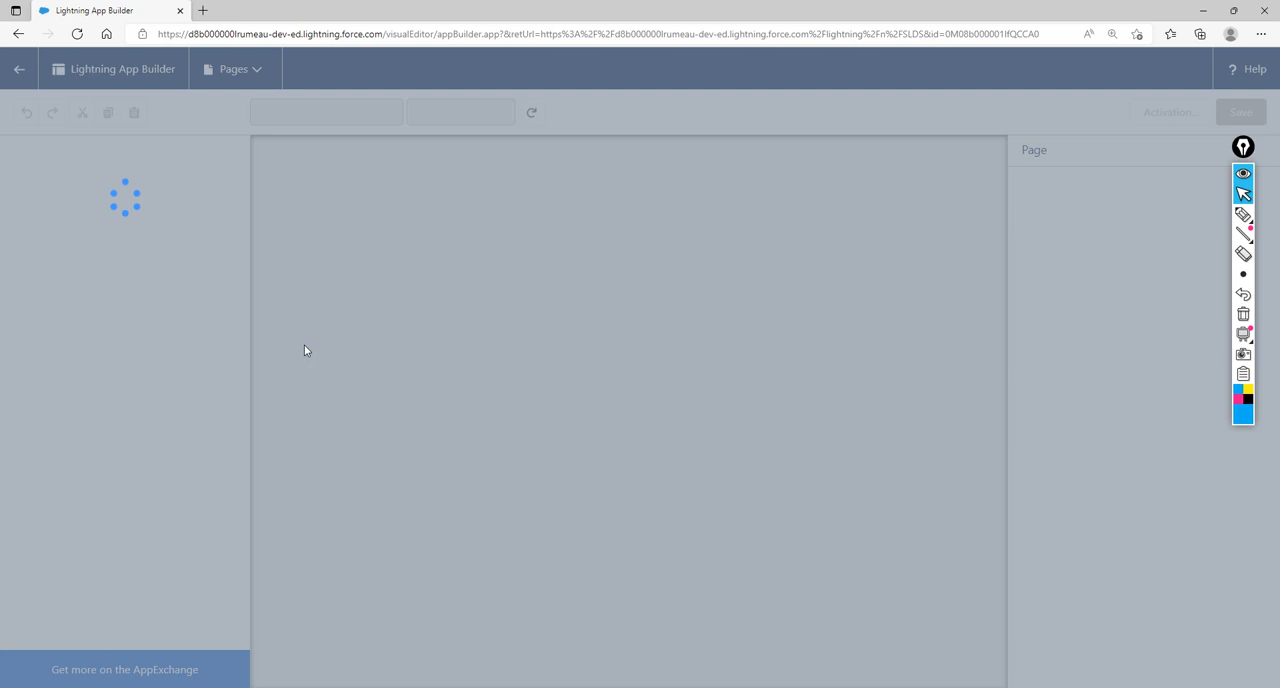 Lightning App Builder
https://d8b000000lrumeau-dev-ed.lightning.force.com/visualEditor/appBuilder.app?&retUrl=https%3A%2F%2Fd8b000000lrumeau-dev-ed.lightning.force.com%2Flightning%2Fn%2FSLDS&id=0M08b000001lfQCCA0
Lightning App Builder
Pages
? Help
Activation...
Save
Page
Get more on the AppExchange